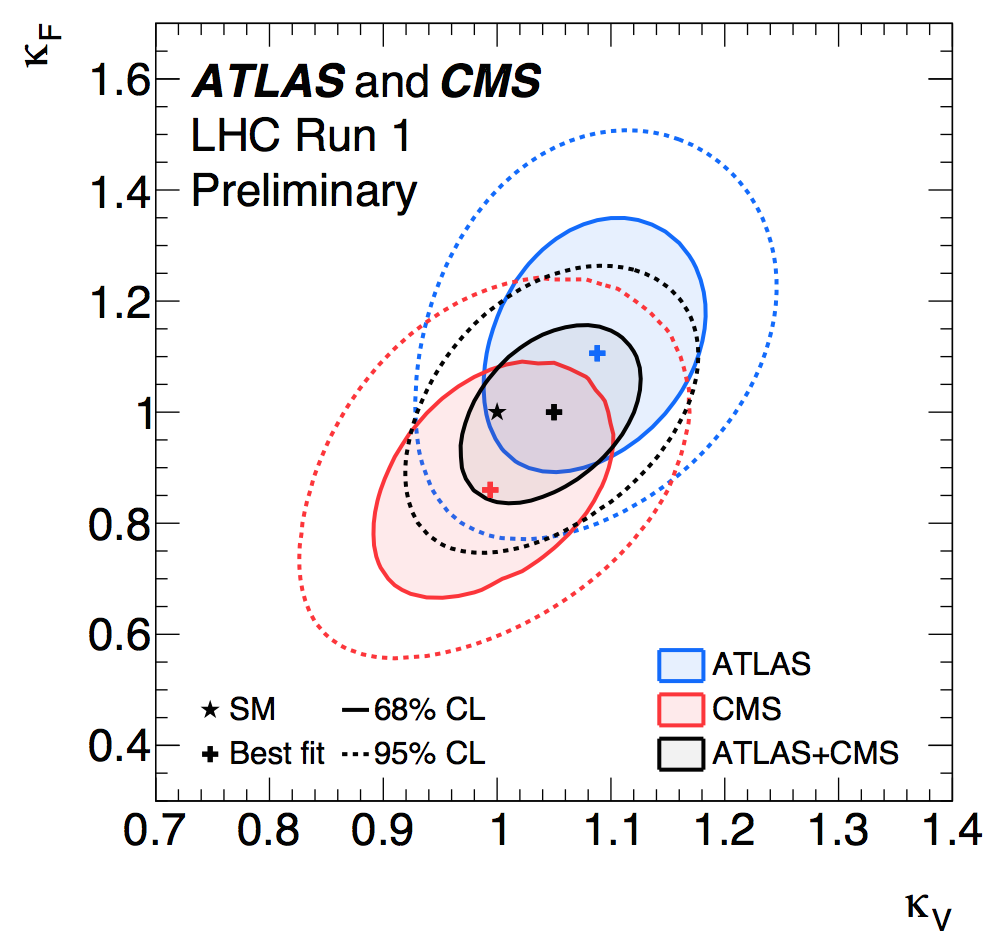 κF
ATLAS and CMS
LHC Run 1
Preliminary
1.6
1.4
1.2
1
0.8
0.6
0.4
SM
68% CL
Best fit
95% CL
ATLAS
CMS
ATLAS+CMS
0.7 0.8 0.9 1 1.1 1.2 1.3 1.4
κV